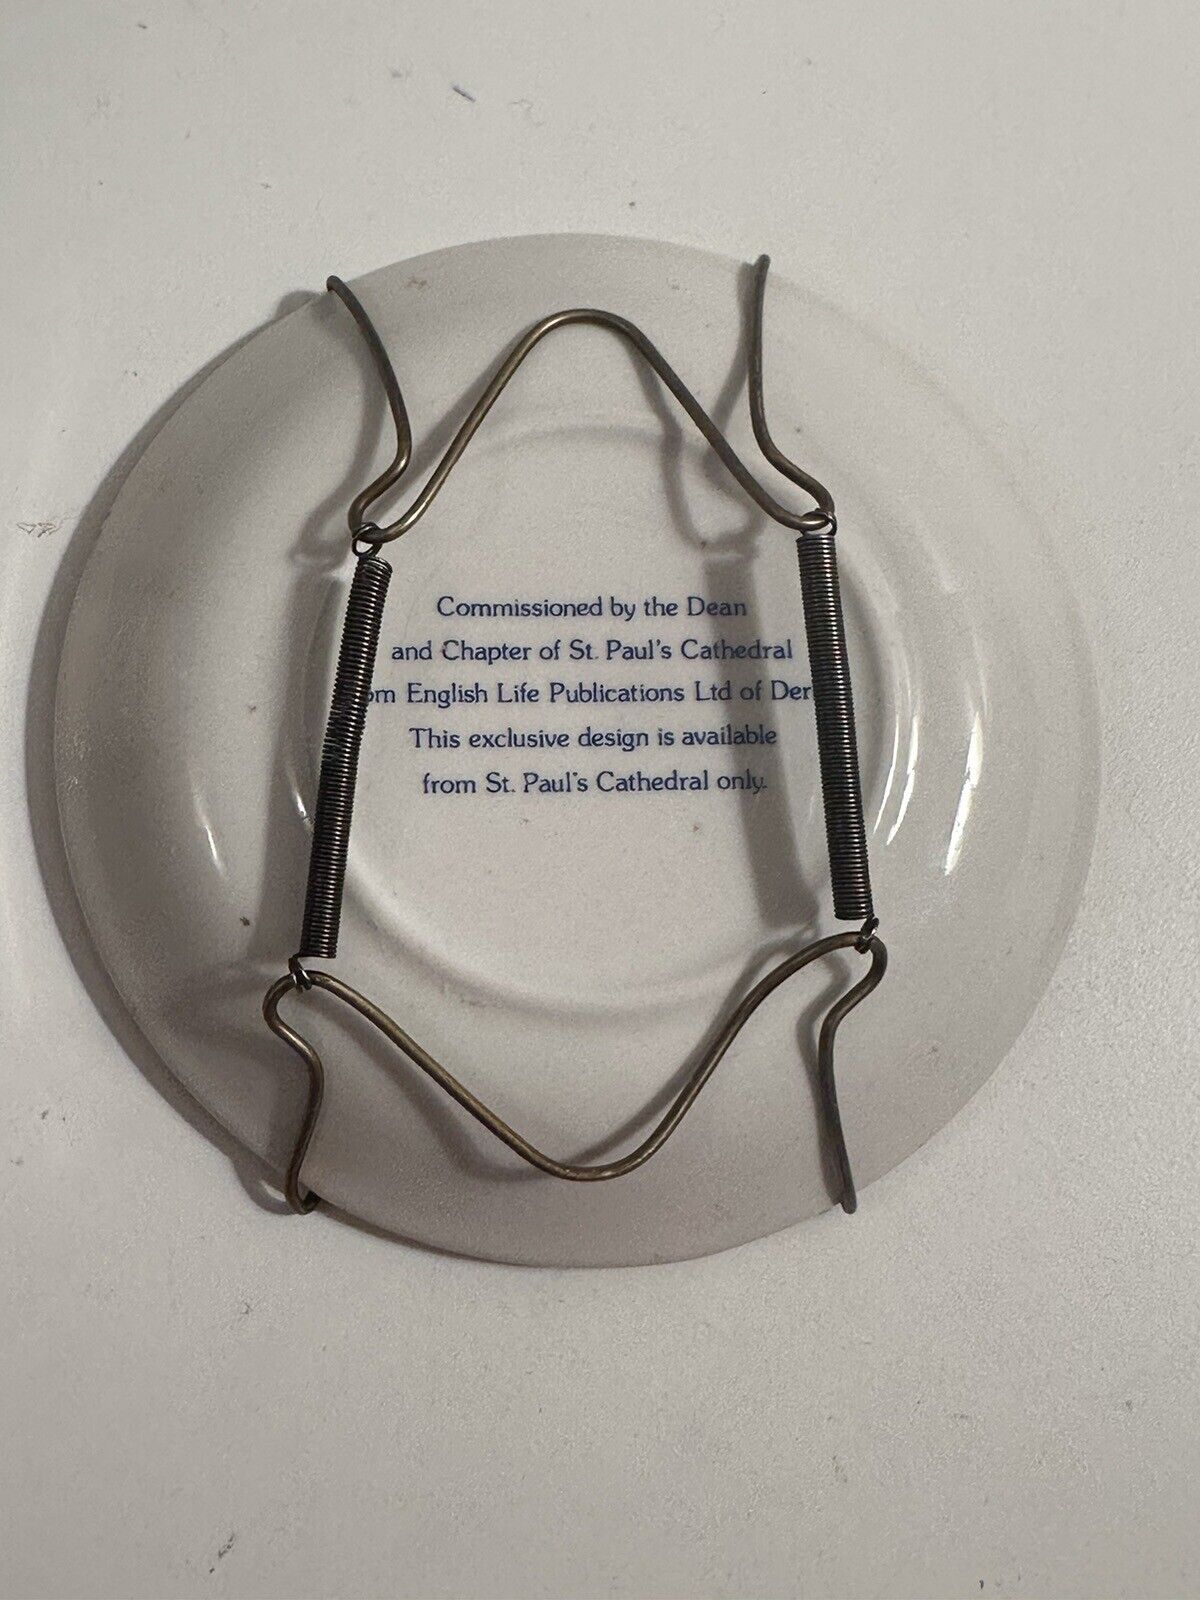 Commissioned by the Dean
and Chapter of St. Paul's Cathedral
English Life Publications Ltd of
This exclusive design is available
from St. Paul's Cathedral only.